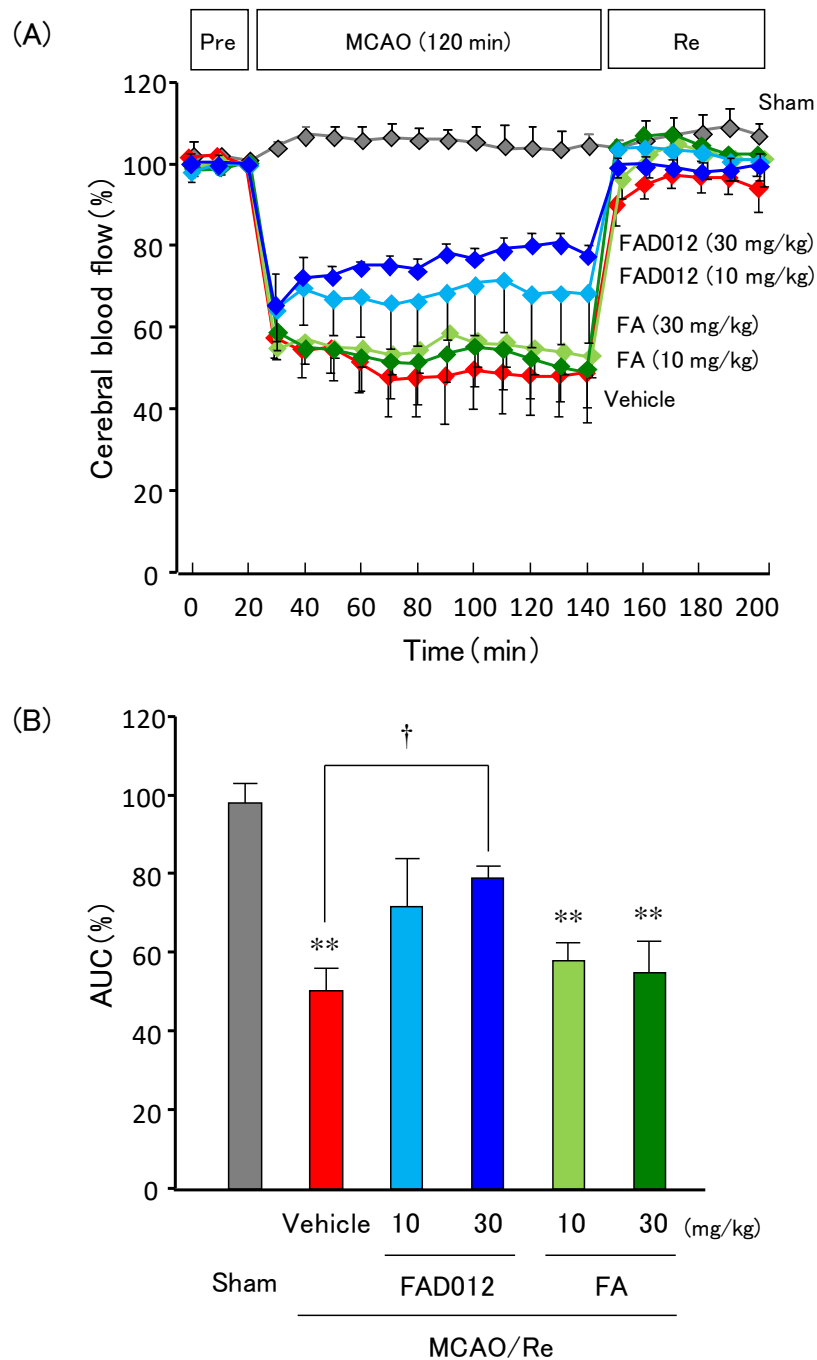 (A)
Pre MCAO (120 min) Re
Cerebral blood flow (%)
120
100
80
60
40
20
0
Sham
FAD012 (30 mg/kg)
FAD012 (10 mg/kg)
FA (30 mg/kg)
FA (10 mg/kg)
Vehicle
0 20 40 60 80 100 120 140 160 180 200
Time (min)
(B)
AUC (%)
120
100
80
60
40
20
0
†
**
**
**
Vehicle 10 30 10 30 (mg/kg)
Sham FAD012 FA
MCAO/Re